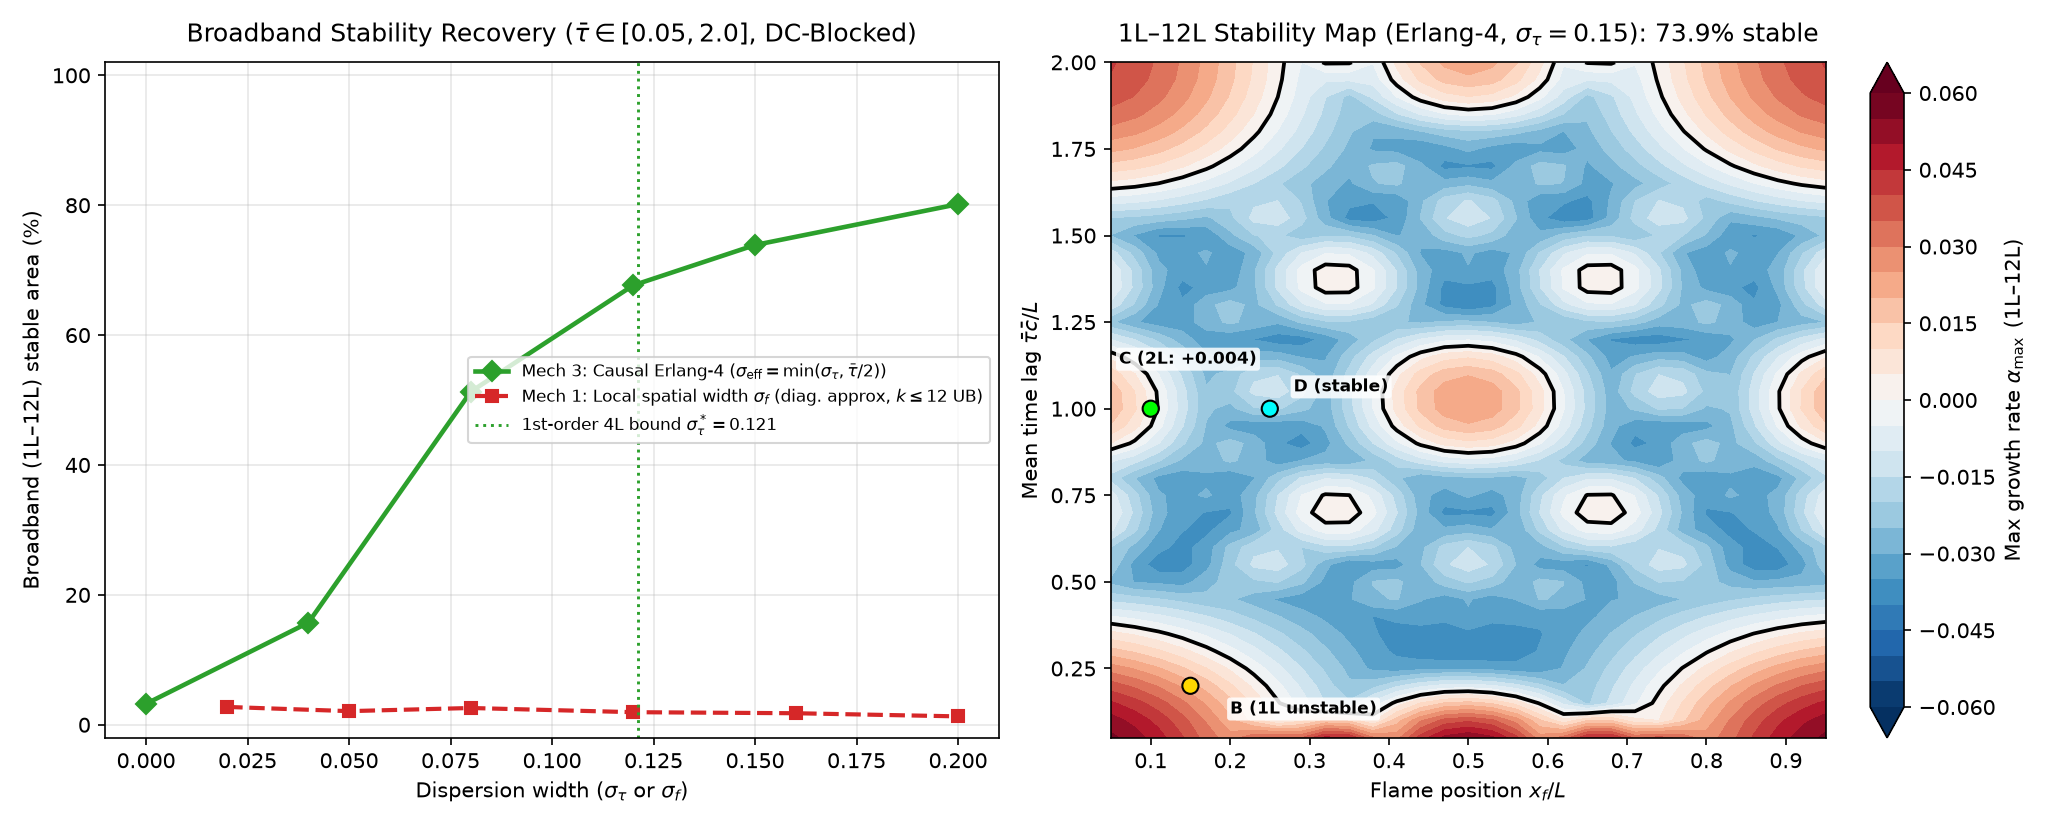 Broadband Stability Recovery (τ̄ ∈ [0.05, 2.0], DC-Blocked)
Broadband (1L–12L) stable area (%)
100
80
60
40
20
0
Mech 3: Causal Erlang-4 (σ_eff = min(σ_τ, τ̄/2))
Mech 1: Local spatial width σ_f (diag. approx, k ≤ 12 UB)
1st-order 4L bound σ_τ^* = 0.121
0.000 0.025 0.050 0.075 0.100 0.125 0.150 0.175 0.200
Dispersion width (σ_τ or σ_f)
1L–12L Stability Map (Erlang-4, σ_τ = 0.15): 73.9% stable
Mean time lag τ̄c̄/L
2.00
1.75
1.50
1.25
1.00
0.75
0.50
0.25
C (2L: +0.004)
D (stable)
B (1L unstable)
0.1 0.2 0.3 0.4 0.5 0.6 0.7 0.8 0.9
Flame position x_f/L
0.060
0.045
0.030
0.015
0.000
−0.015
−0.030
−0.045
−0.060
Max growth rate α_max (1L–12L)